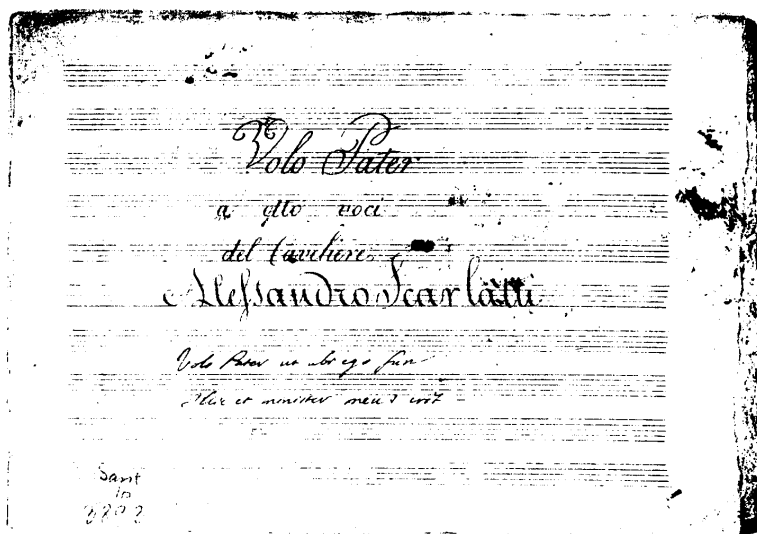 Volo Pater
a otto voci
del Cavaliere
Alessandro Scarlatti
Volo Pater ut ubi ego sum
illic et minister meus erit
Sant